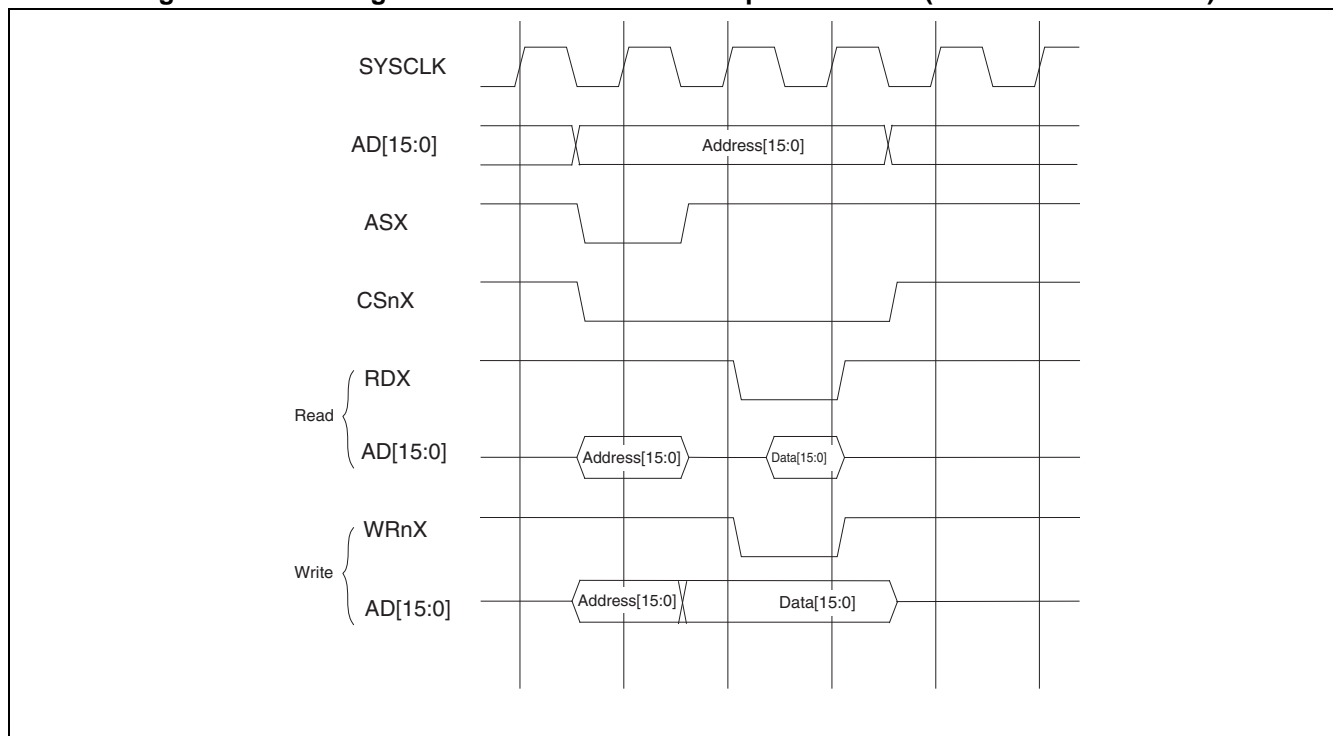 SYSCLK
AD[15:0]
Address[15:0]
ASX
CSnX
RDX
Read
AD[15:0]
Address[15:0]
Data[15:0]
WRnX
Write
AD[15:0]
Address[15:0]
Data[15:0]